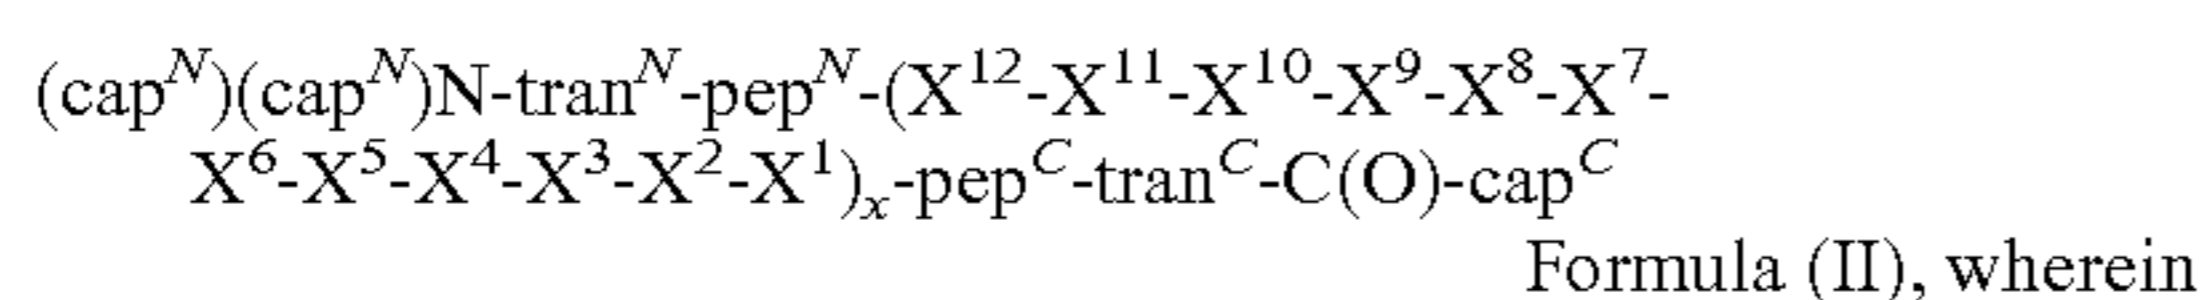 (cap^N)(cap^N)N-tran^N-pep^N-(X^12-X^11-X^10-X^9-X^8-X^7-
X^6-X^5-X^4-X^3-X^2-X^1)_x-pep^C-tran^C-C(O)-cap^C
Formula (II), wherein